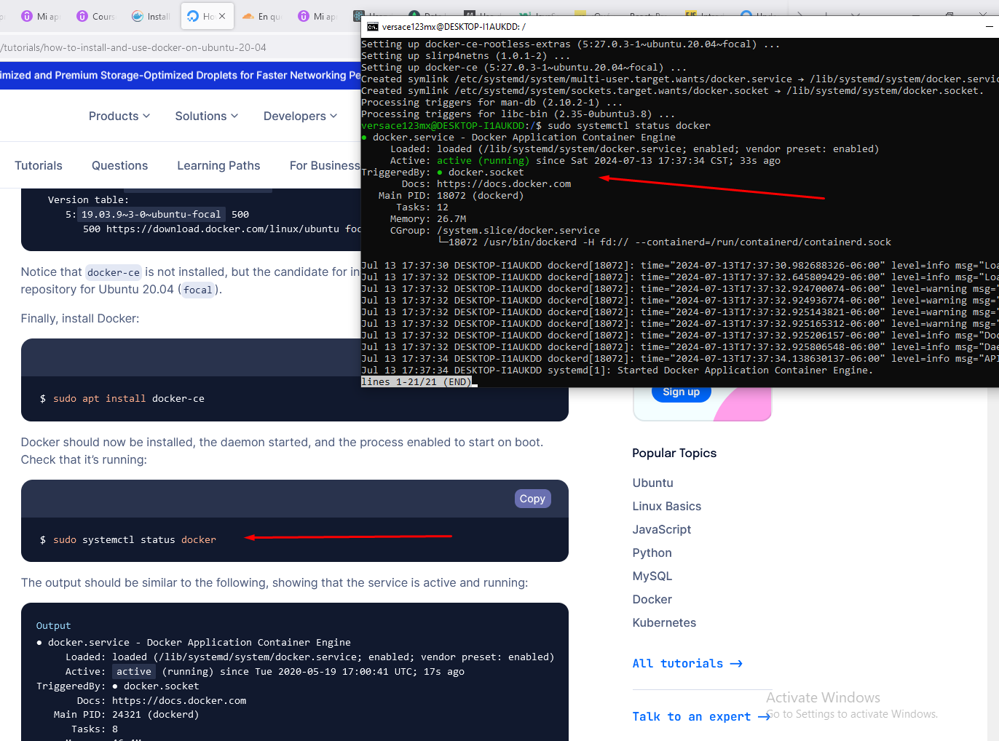 Mi ap
Cours
Install
Ho
En qu
Mi ap
/tutorials/how-to-install-and-use-docker-on-ubuntu-20-04
imized and Premium Storage-Optimized Droplets for Faster Networking Pe
Products
Solutions
Developers
Tutorials
Questions
Learning Paths
For Business
Version table:
5: 19.03.9~3-0~ubuntu-focal 500
500 https://download.docker.com/linux/ubuntu foc
Notice that docker-ce is not installed, but the candidate for in
repository for Ubuntu 20.04 (focal).
Finally, install Docker:
$ sudo apt install docker-ce
Docker should now be installed, the daemon started, and the process enabled to start on boot.
Check that it’s running:
Copy
$ sudo systemctl status docker
The output should be similar to the following, showing that the service is active and running:
Output
● docker.service - Docker Application Container Engine
Loaded: loaded (/lib/systemd/system/docker.service; enabled; vendor preset: enabled)
Active: active (running) since Tue 2020-05-19 17:00:41 UTC; 17s ago
TriggeredBy: ● docker.socket
Docs: https://docs.docker.com
Main PID: 24321 (dockerd)
Tasks: 8
versace123mx@DESKTOP-I1AUKDD: /
Setting up docker-ce-rootless-extras (5:27.0.3-1~ubuntu.20.04~focal) ...
Setting up slirp4netns (1.0.1-2) ...
Setting up docker-ce (5:27.0.3-1~ubuntu.20.04~focal) ...
Created symlink /etc/systemd/system/multi-user.target.wants/docker.service → /lib/systemd/system/docker.servic
Created symlink /etc/systemd/system/sockets.target.wants/docker.socket → /lib/systemd/system/docker.socket.
Processing triggers for man-db (2.10.2-1) ...
Processing triggers for libc-bin (2.35-0ubuntu3.8) ...
versace123mx@DESKTOP-I1AUKDD:/$ sudo systemctl status docker
● docker.service - Docker Application Container Engine
Loaded: loaded (/lib/systemd/system/docker.service; enabled; vendor preset: enabled)
Active: active (running) since Sat 2024-07-13 17:37:34 CST; 33s ago
TriggeredBy: ● docker.socket
Docs: https://docs.docker.com
Main PID: 18072 (dockerd)
Tasks: 12
Memory: 26.7M
CGroup: /system.slice/docker.service
└─18072 /usr/bin/dockerd -H fd:// --containerd=/run/containerd/containerd.sock
Jul 13 17:37:30 DESKTOP-I1AUKDD dockerd[18072]: time="2024-07-13T17:37:30.982688326-06:00" level=info msg="Loa
Jul 13 17:37:32 DESKTOP-I1AUKDD dockerd[18072]: time="2024-07-13T17:37:32.645809429-06:00" level=info msg="Loa
Jul 13 17:37:32 DESKTOP-I1AUKDD dockerd[18072]: time="2024-07-13T17:37:32.924700074-06:00" level=warning msg="
Jul 13 17:37:32 DESKTOP-I1AUKDD dockerd[18072]: time="2024-07-13T17:37:32.924936774-06:00" level=warning msg="
Jul 13 17:37:32 DESKTOP-I1AUKDD dockerd[18072]: time="2024-07-13T17:37:32.925143821-06:00" level=warning msg="
Jul 13 17:37:32 DESKTOP-I1AUKDD dockerd[18072]: time="2024-07-13T17:37:32.925165312-06:00" level=warning msg="
Jul 13 17:37:32 DESKTOP-I1AUKDD dockerd[18072]: time="2024-07-13T17:37:32.925206157-06:00" level=info msg="Doc
Jul 13 17:37:32 DESKTOP-I1AUKDD dockerd[18072]: time="2024-07-13T17:37:32.925806548-06:00" level=info msg="Dae
Jul 13 17:37:34 DESKTOP-I1AUKDD dockerd[18072]: time="2024-07-13T17:37:34.138630137-06:00" level=info msg="API
Jul 13 17:37:34 DESKTOP-I1AUKDD systemd[1]: Started Docker Application Container Engine.
lines 1-21/21 (END)
Sign up
Popular Topics
Ubuntu
Linux Basics
JavaScript
Python
MySQL
Docker
Kubernetes
All tutorials →
Talk to an expert →
Activate Windows
Go to Settings to activate Windows.